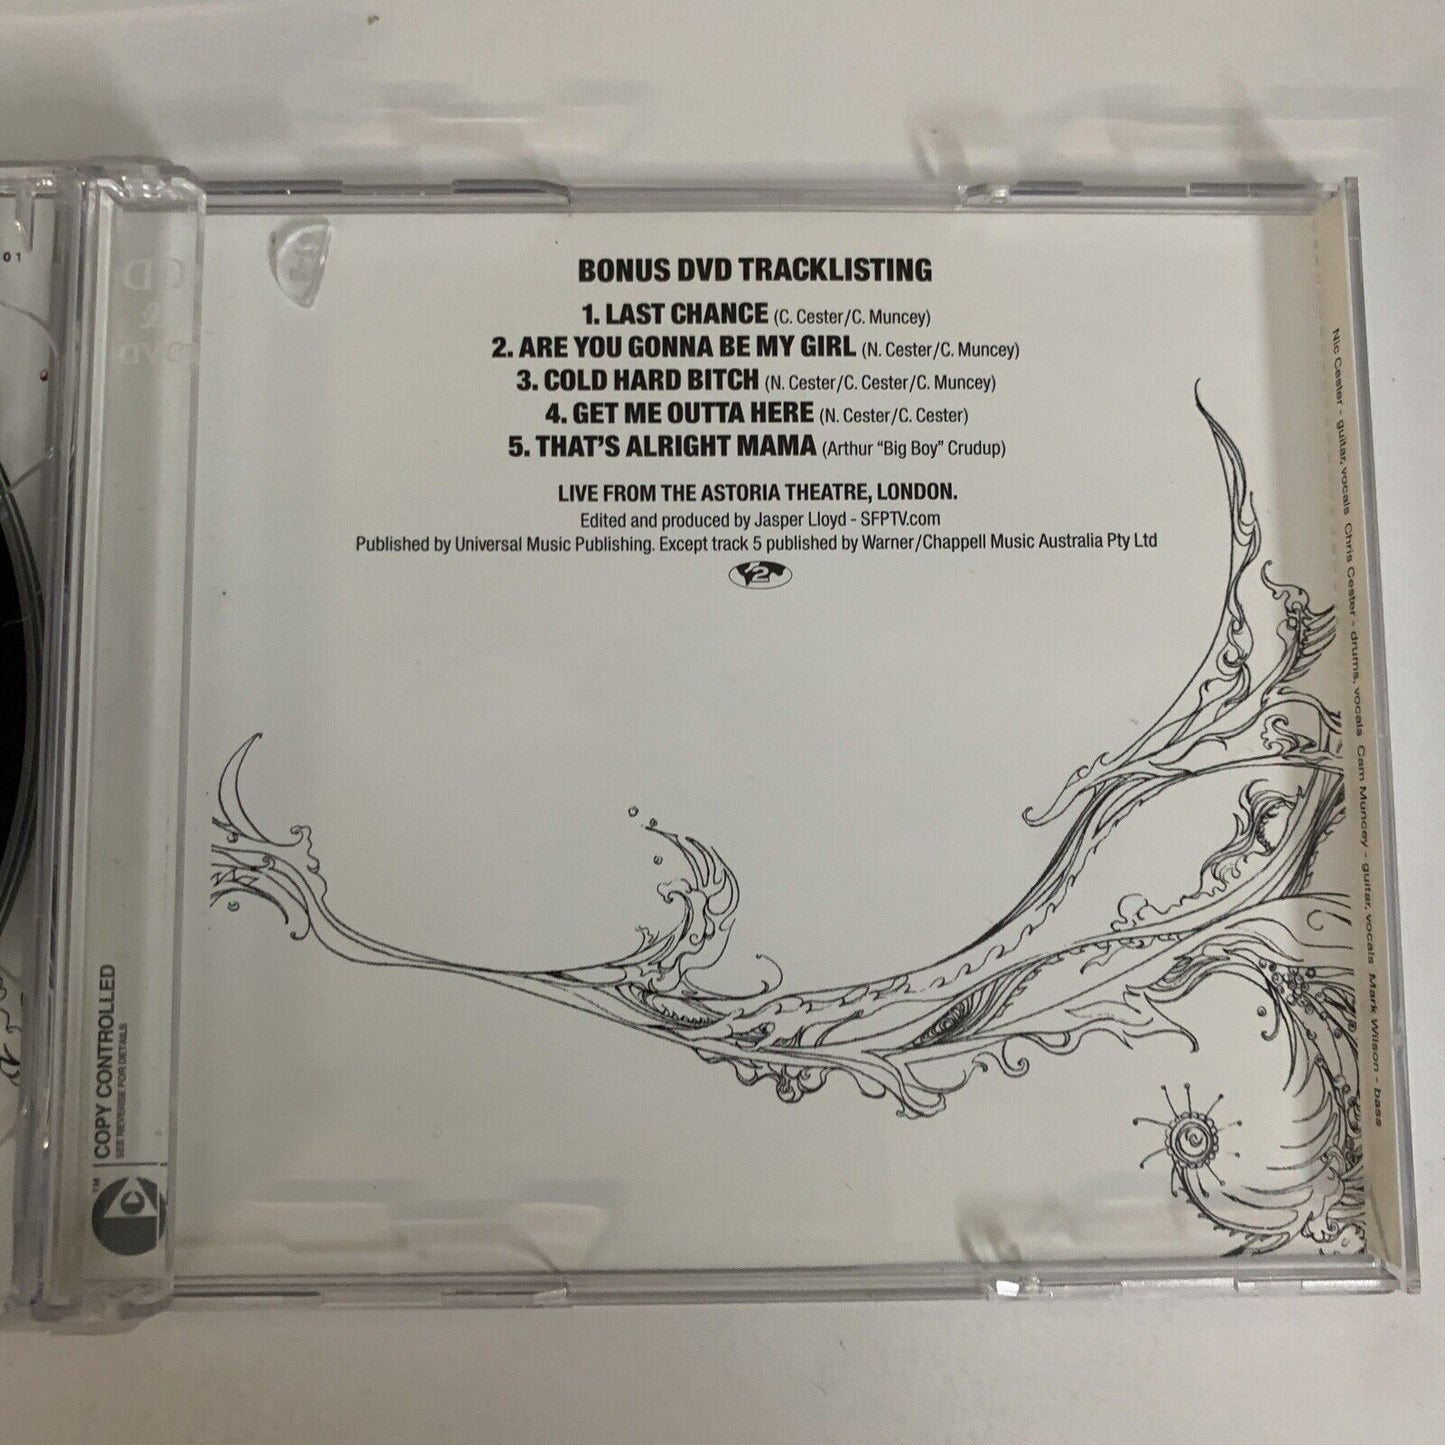 BONUS DVD TRACKLISTING
1. LAST CHANCE (C. Cester/C. Muncey)
2. ARE YOU GONNA BE MY GIRL (N. Cester/C. Muncey)
3. COLD HARD BITCH (N. Cester/C. Cester/C. Muncey)
4. GET ME OUTTA HERE (N. Cester/C. Cester)
5. THAT'S ALRIGHT MAMA (Arthur “Big Boy” Crudup)
LIVE FROM THE ASTORIA THEATRE, LONDON.
Edited and produced by Jasper Lloyd - SFPTV.com
Published by Universal Music Publishing. Except track 5 published by Warner/Chappell Music Australia Pty Ltd
2
Nic Cester - guitar, vocals Chris Cester - drums, vocals Cam Muncey - guitar, vocals Mark Wilson - bass
COPY CONTROLLED
SEE REVERSE FOR DETAILS
TM
C
01